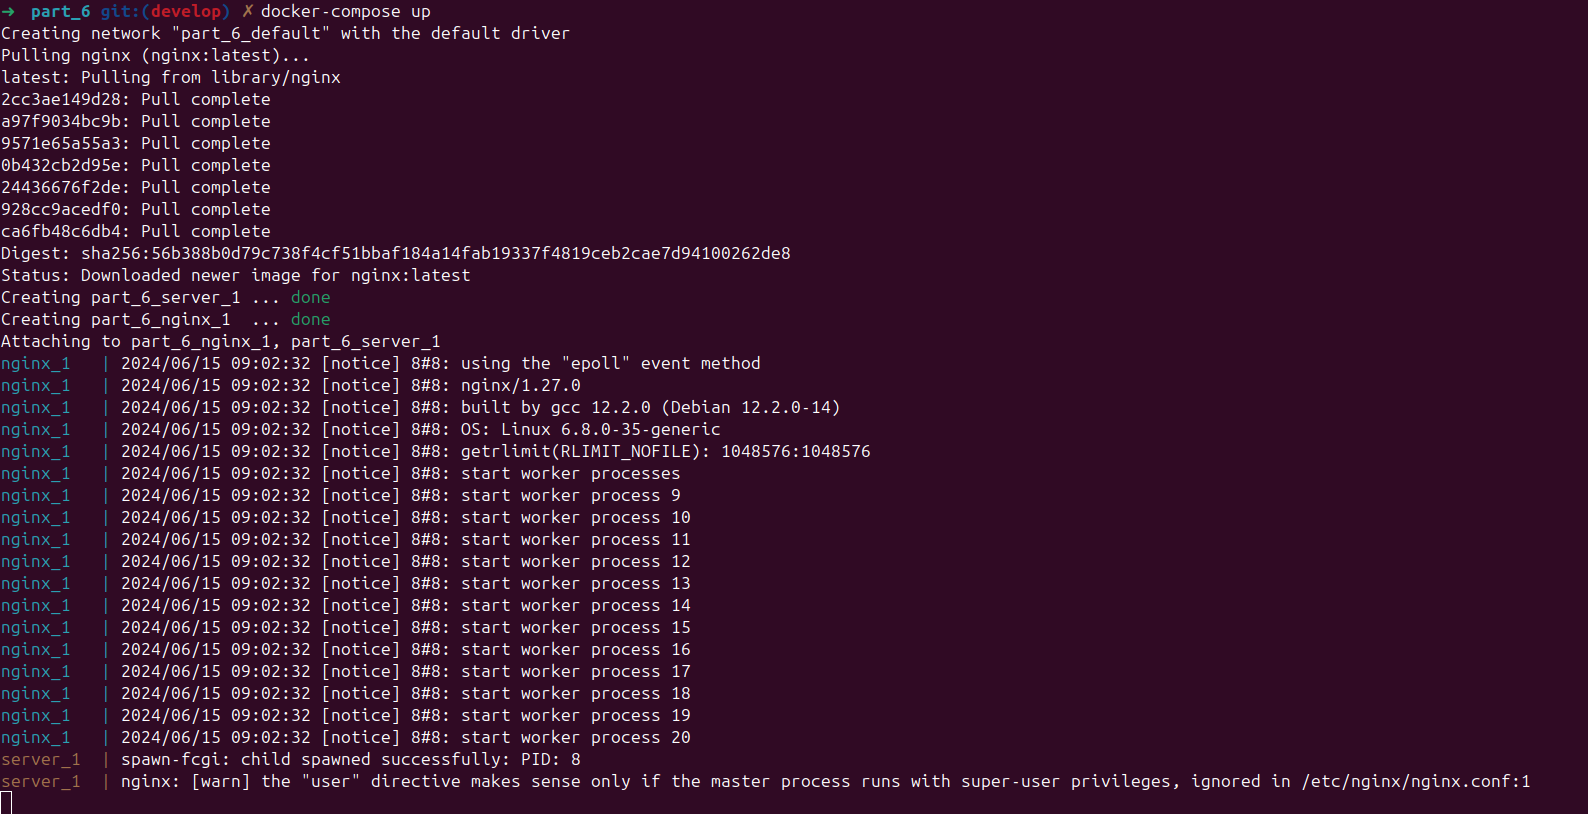 ➜  part_6 git:(develop) ✗ docker-compose up
Creating network "part_6_default" with the default driver
Pulling nginx (nginx:latest)...
latest: Pulling from library/nginx
2cc3ae149d28: Pull complete
a97f9034bc9b: Pull complete
9571e65a55a3: Pull complete
0b432cb2d95e: Pull complete
24436676f2de: Pull complete
928cc9acedf0: Pull complete
ca6fb48c6db4: Pull complete
Digest: sha256:56b388b0d79c738f4cf51bbaf184a14fab19337f4819ceb2cae7d94100262de8
Status: Downloaded newer image for nginx:latest
Creating part_6_server_1 ... done
Creating part_6_nginx_1  ... done
Attaching to part_6_nginx_1, part_6_server_1
nginx_1   | 2024/06/15 09:02:32 [notice] 8#8: using the "epoll" event method
nginx_1   | 2024/06/15 09:02:32 [notice] 8#8: nginx/1.27.0
nginx_1   | 2024/06/15 09:02:32 [notice] 8#8: built by gcc 12.2.0 (Debian 12.2.0-14)
nginx_1   | 2024/06/15 09:02:32 [notice] 8#8: OS: Linux 6.8.0-35-generic
nginx_1   | 2024/06/15 09:02:32 [notice] 8#8: getrlimit(RLIMIT_NOFILE): 1048576:1048576
nginx_1   | 2024/06/15 09:02:32 [notice] 8#8: start worker processes
nginx_1   | 2024/06/15 09:02:32 [notice] 8#8: start worker process 9
nginx_1   | 2024/06/15 09:02:32 [notice] 8#8: start worker process 10
nginx_1   | 2024/06/15 09:02:32 [notice] 8#8: start worker process 11
nginx_1   | 2024/06/15 09:02:32 [notice] 8#8: start worker process 12
nginx_1   | 2024/06/15 09:02:32 [notice] 8#8: start worker process 13
nginx_1   | 2024/06/15 09:02:32 [notice] 8#8: start worker process 14
nginx_1   | 2024/06/15 09:02:32 [notice] 8#8: start worker process 15
nginx_1   | 2024/06/15 09:02:32 [notice] 8#8: start worker process 16
nginx_1   | 2024/06/15 09:02:32 [notice] 8#8: start worker process 17
nginx_1   | 2024/06/15 09:02:32 [notice] 8#8: start worker process 18
nginx_1   | 2024/06/15 09:02:32 [notice] 8#8: start worker process 19
nginx_1   | 2024/06/15 09:02:32 [notice] 8#8: start worker process 20
server_1  | spawn-fcgi: child spawned successfully: PID: 8
server_1  | nginx: [warn] the "user" directive makes sense only if the master process runs with super-user privileges, ignored in /etc/nginx/nginx.conf:1